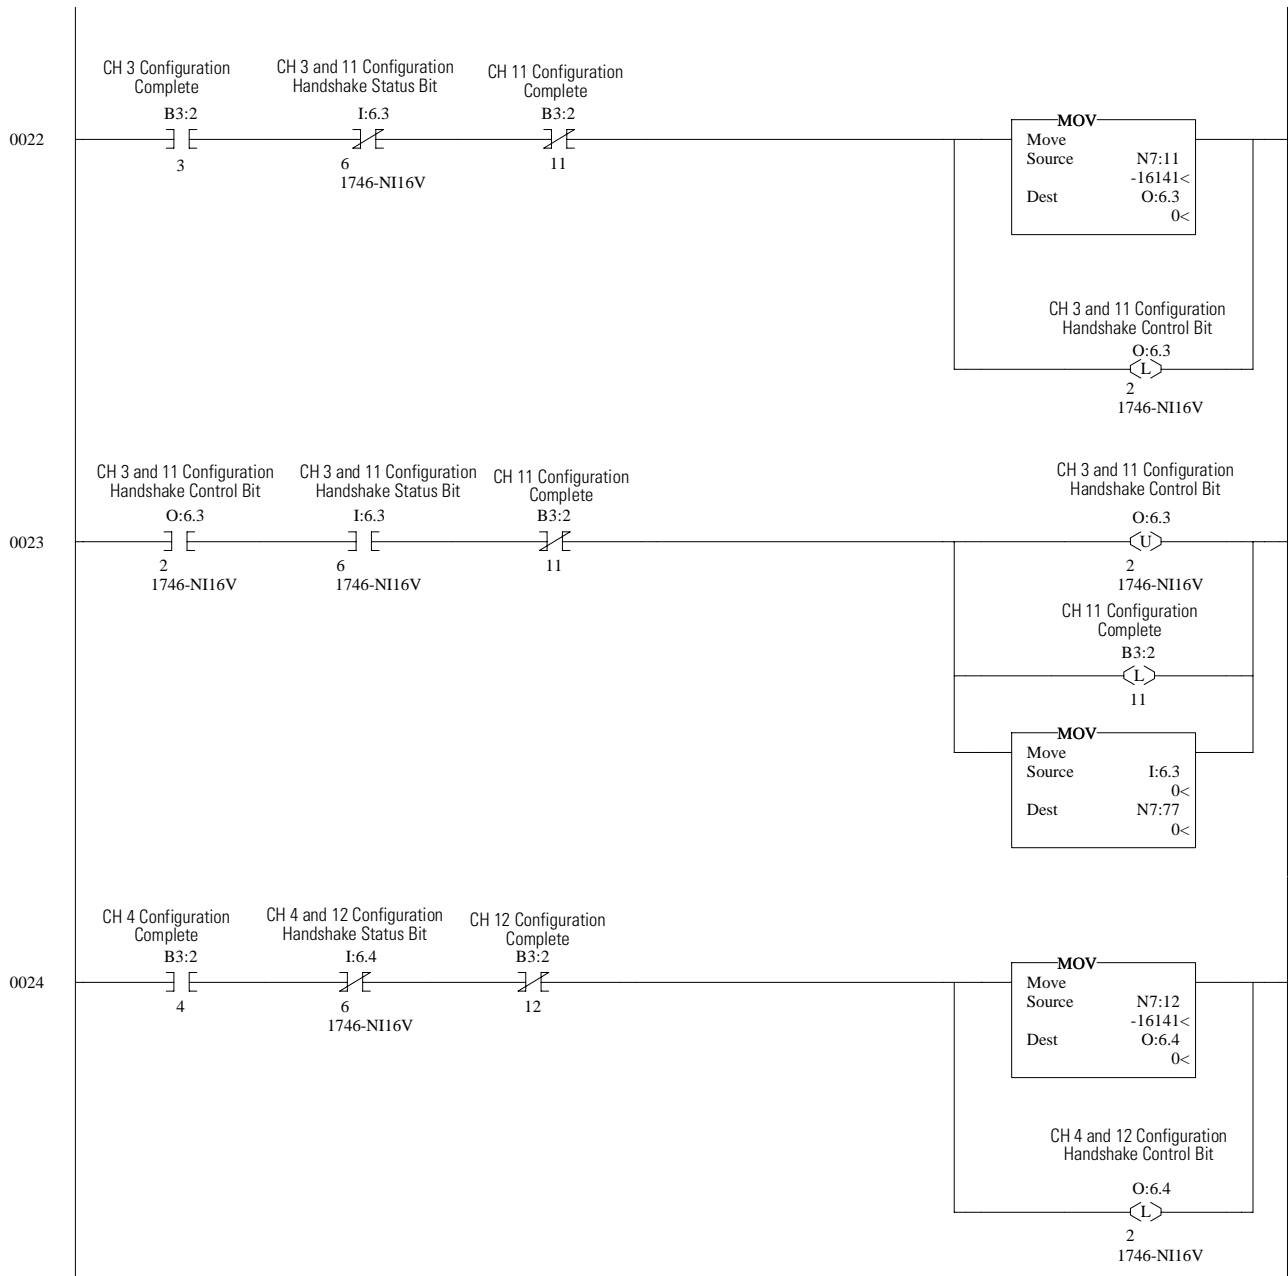 CH 3 Configuration
Complete
B3:2
3
CH 3 and 11 Configuration
Handshake Status Bit
I:6.3
6
1746-NI16V
CH 11 Configuration
Complete
B3:2
11
0022
MOV
Move
Source N7:11
-16141<
Dest O:6.3
0<
CH 3 and 11 Configuration
Handshake Control Bit
O:6.3
L
2
1746-NI16V
0023
CH 3 and 11 Configuration
Handshake Control Bit
O:6.3
2
1746-NI16V
CH 3 and 11 Configuration
Handshake Status Bit
I:6.3
6
1746-NI16V
CH 11 Configuration
Complete
B3:2
11
CH 3 and 11 Configuration
Handshake Control Bit
O:6.3
U
2
1746-NI16V
CH 11 Configuration
Complete
B3:2
L
11
MOV
Move
Source I:6.3
0<
Dest N7:77
0<
0024
CH 4 Configuration
Complete
B3:2
4
CH 4 and 12 Configuration
Handshake Status Bit
I:6.4
6
1746-NI16V
CH 12 Configuration
Complete
B3:2
12
MOV
Move
Source N7:12
-16141<
Dest O:6.4
0<
CH 4 and 12 Configuration
Handshake Control Bit
O:6.4
L
2
1746-NI16V